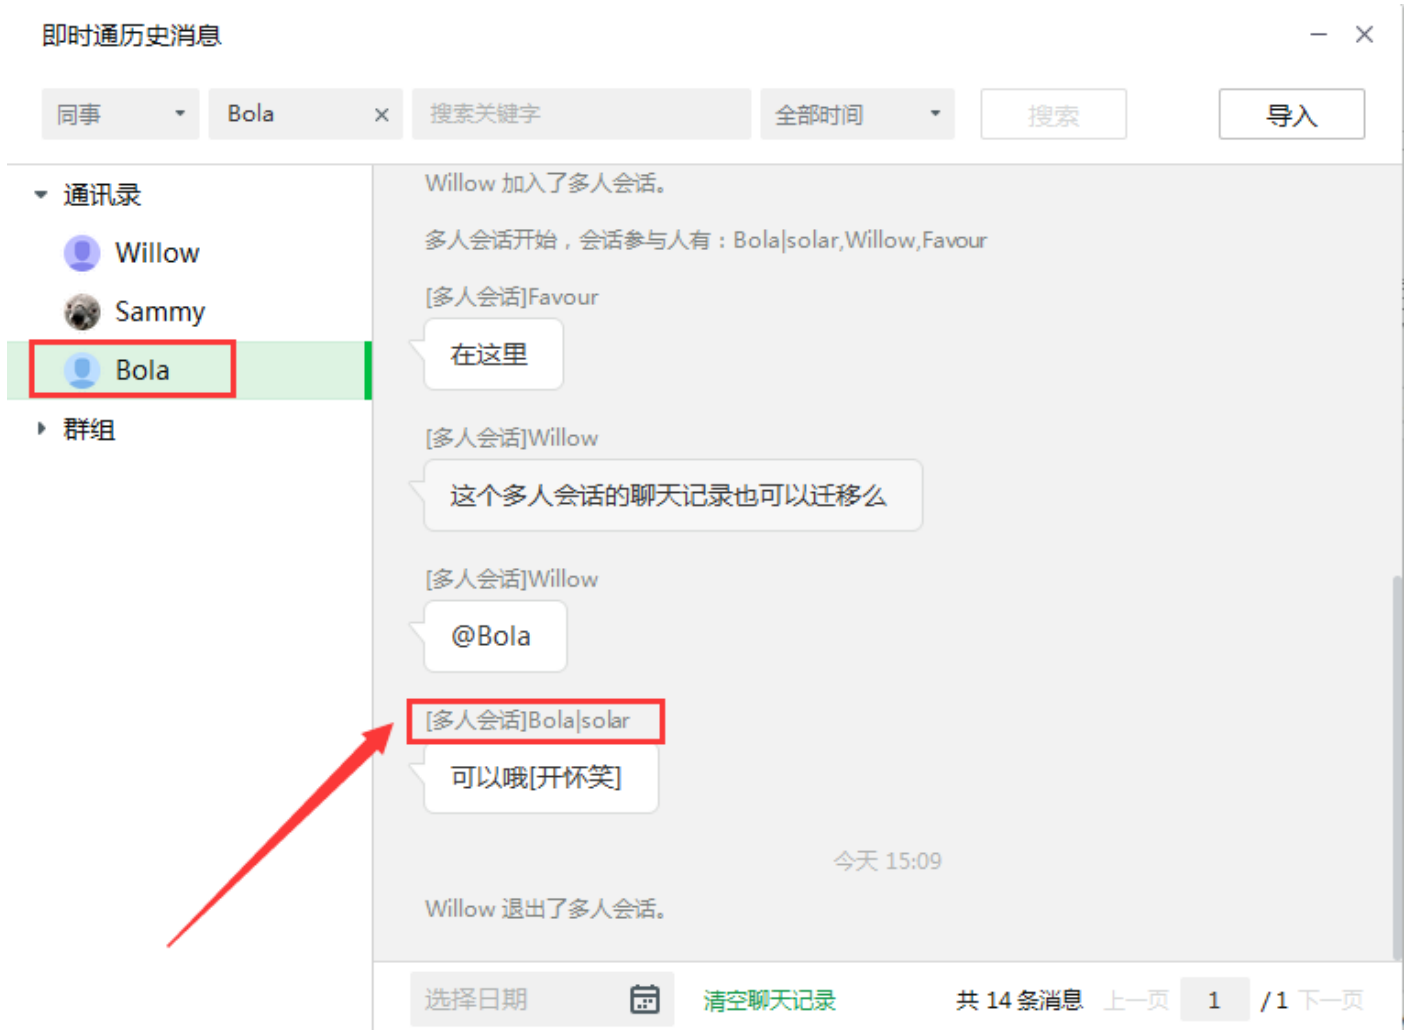 即时通历史消息
同事 Bola 搜索关键字 全部时间 搜索 导入
通讯录
Willow
Sammy
Bola
群组
Willow 加入了多人会话。
多人会话开始，会话参与人有：Bola|solar,Willow,Favour
[多人会话]Favour
在这里
[多人会话]Willow
这个多人会话的聊天记录也可以迁移么
[多人会话]Willow
@Bola
[多人会话]Bola|solar
可以哦[开怀笑]
今天 15:09
Willow 退出了多人会话。
选择日期 清空聊天记录 共 14 条消息 上一页 1 / 1 下一页